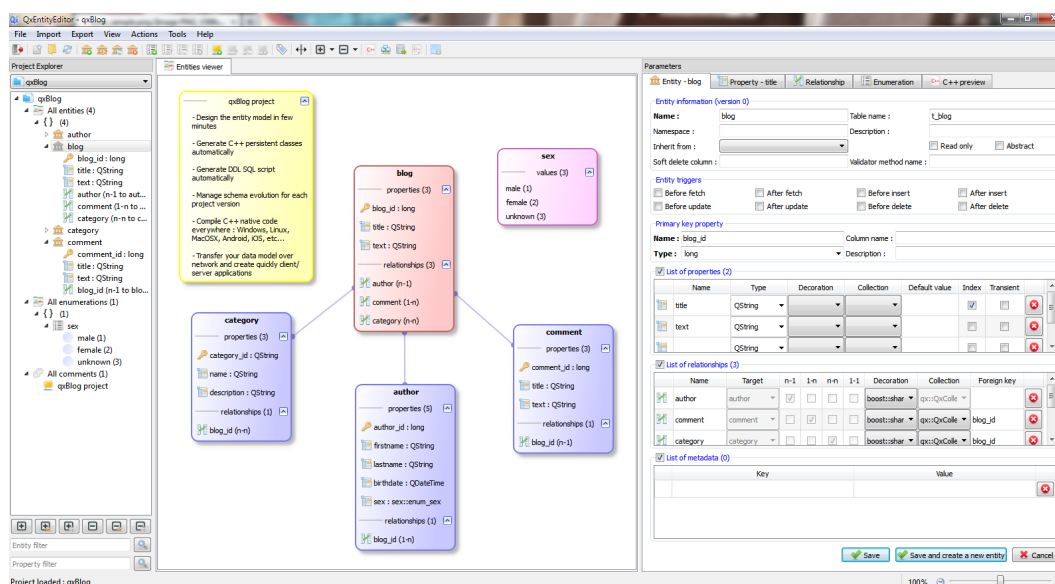 QxEntityEditor - qxBlog
File Import Export View Actions Tools Help
Project Explorer
qxBlog
qxBlog
All entities (4)
{} (4)
author
blog
blog_id : long
title : QString
text : QString
author (n-1 to aut...
comment (1-n to ...
category (n-n to c...
category
comment
comment_id : long
title : QString
text : QString
blog_id (n-1 to blo...
All enumerations (1)
{} (1)
sex
male (1)
female (2)
unknown (3)
All comments (1)
qxBlog project
Entity filter
Property filter
Project loaded : qxBlog
Entities viewer
qxBlog project
- Design the entity model in few
minutes
- Generate C++ persistent classes
automatically
- Generate DDL SQL script
automatically
- Manage schema evolution for each
project version
- Compile C++ native code
everywhere : Windows, Linux,
MacOSX, Android, iOS, etc...
- Transfer your data model over
network and create quickly client/
server applications
blog
properties (3)
blog_id : long
title : QString
text : QString
relationships (3)
author (n-1)
comment (1-n)
category (n-n)
sex
values (3)
male (1)
female (2)
unknown (3)
category
properties (3)
category_id : QString
name : QString
description : QString
relationships (1)
blog_id (n-n)
author
properties (5)
author_id : long
firstname : QString
lastname : QString
birthdate : QDateTime
sex : sex::enum_sex
relationships (1)
blog_id (1-n)
comment
properties (3)
comment_id : long
title : QString
text : QString
relationships (1)
blog_id (n-1)
Parameters
Entity - blog Property - title Relationship Enumeration C++ preview
Entity information (version 0)
Name : blog Table name : t_blog
Namespace : Description :
Inherit from : Read only Abstract
Soft delete column : Validator method name :
Entity triggers
Before fetch After fetch Before insert After insert
Before update After update Before delete After delete
Primary key property
Name : blog_id Column name :
Type : long Description :
List of properties (2)
Name Type Decoration Collection Default value Index Transient
title QString
text QString
QString
List of relationships (3)
Name Target n-1 1-n n-n 1-1 Decoration Collection Foreign key
author author boost::shar qx::QxColle
comment comment boost::shar qx::QxColle blog_id
category category boost::shar qx::QxColle blog_id
List of metadata (0)
Key Value
Save Save and create a new entity Cancel
100%